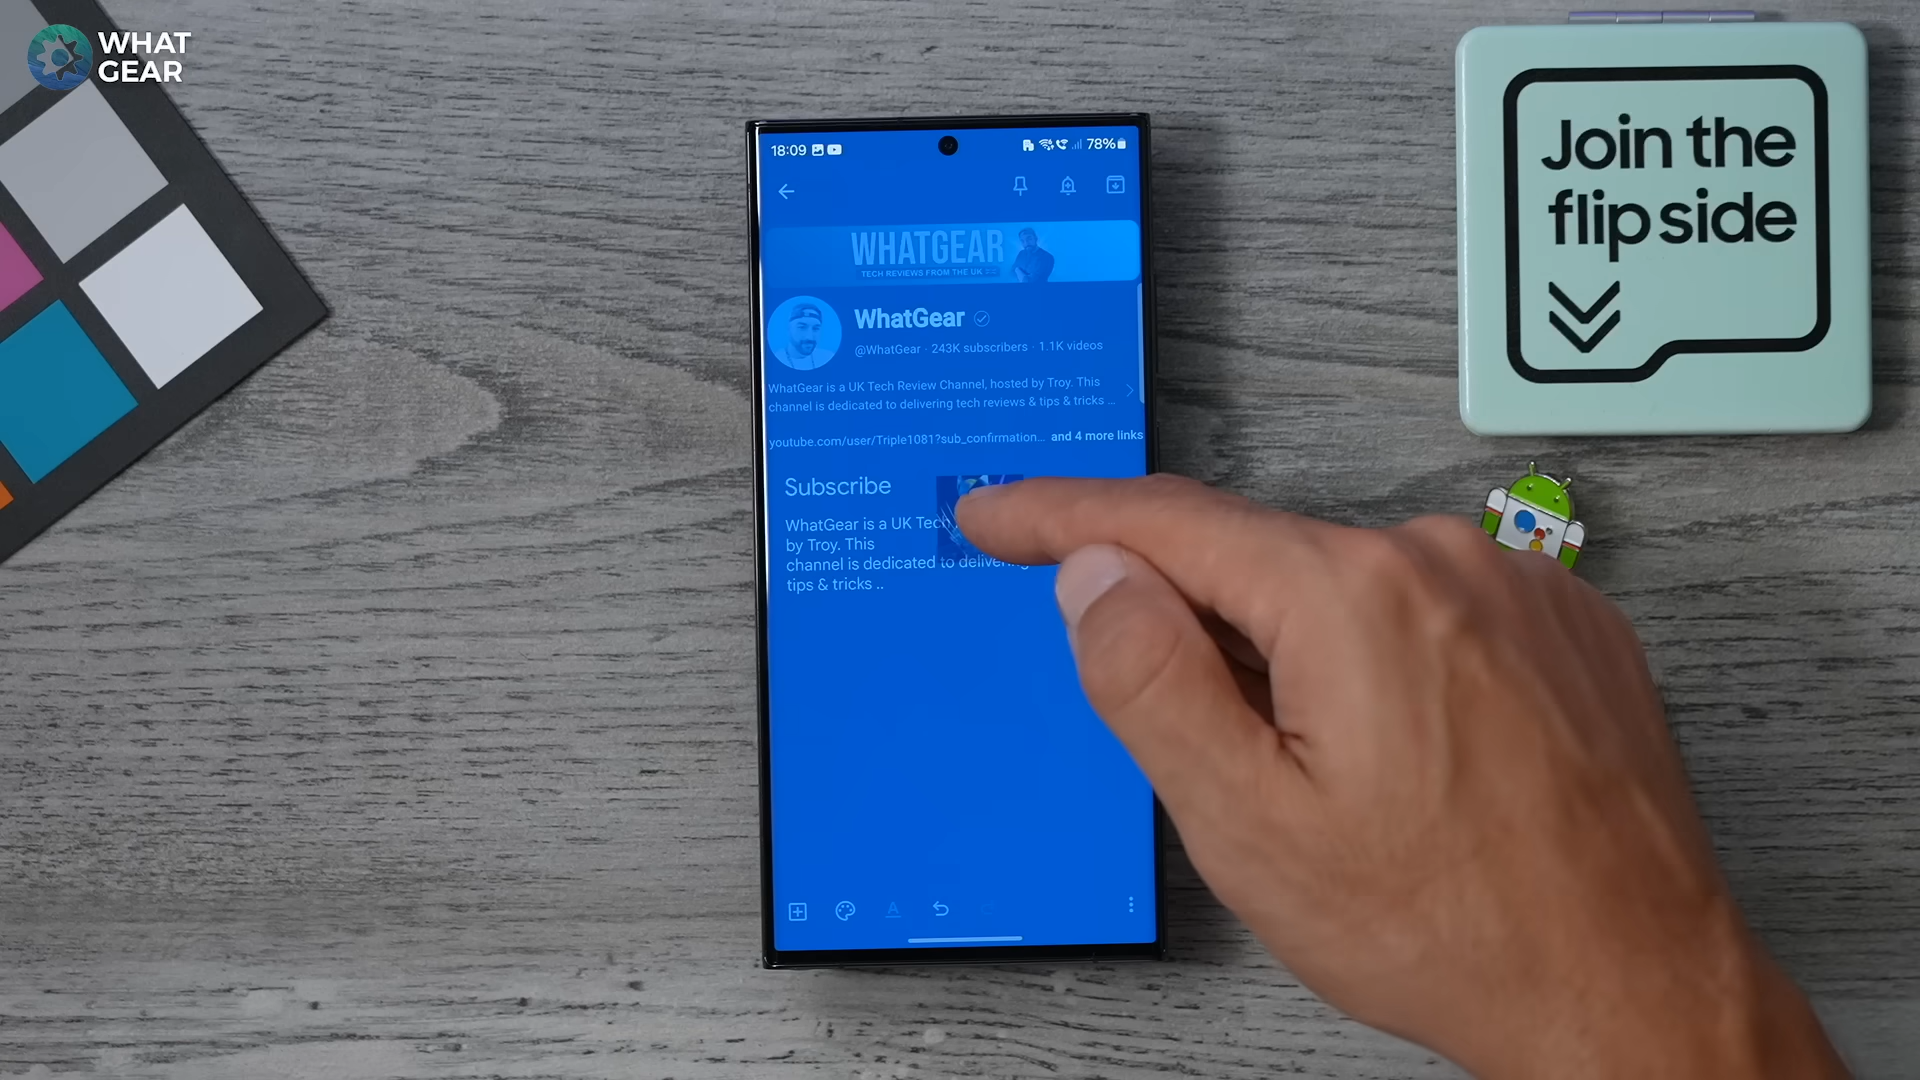 WHAT
GEAR
18:09
78%
WHATGEAR
TECH REVIEWS FROM THE UK
WhatGear
@WhatGear · 243K subscribers · 1.1K videos
WhatGear is a UK Tech Review Channel, hosted by Troy. This
channel is dedicated to delivering tech reviews & tips & tricks ...
youtube.com/user/Triple1081?sub_confirmation... and 4 more links
Subscribe
WhatGear is a UK Tech
by Troy. This
channel is dedicated to delivering
tips & tricks ..
A
Join the
flip side